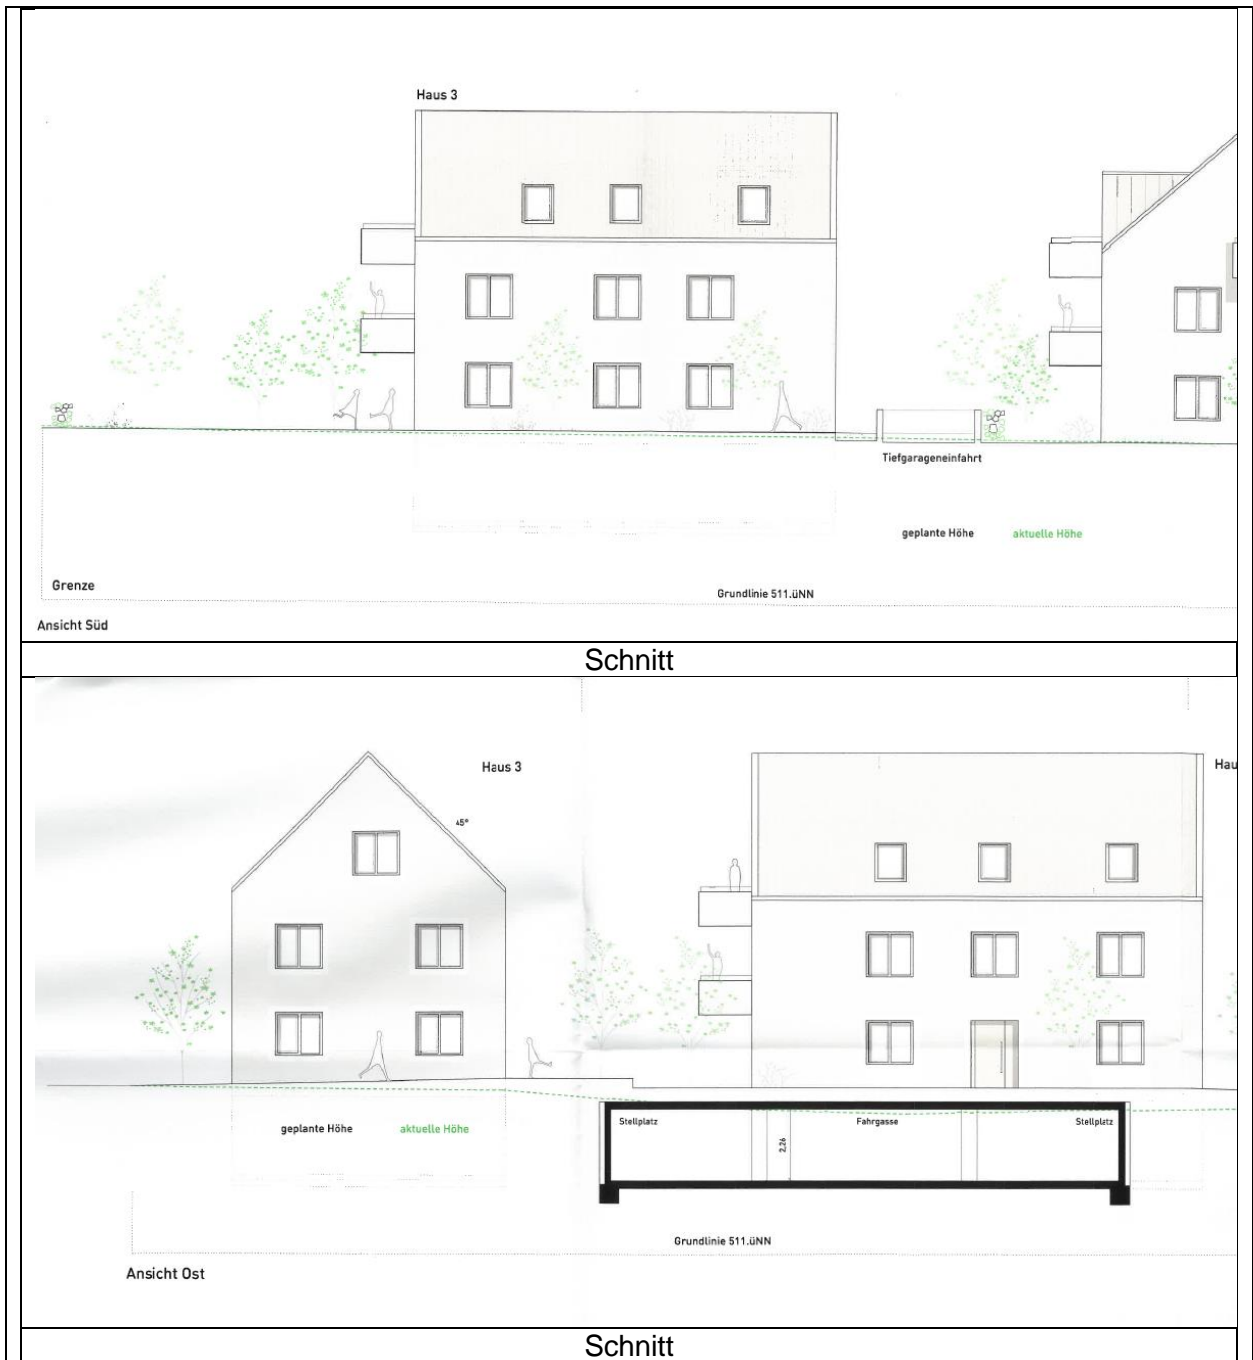 Haus 3
Tiefgarageneinfahrt
geplante Höhe aktuelle Höhe
Grenze
Grundlinie 511.üNN
Ansicht Süd
Schnitt
Haus 3
Hau
45°
geplante Höhe aktuelle Höhe
Stellplatz
Fahrgasse
Stellplatz
2,26
Grundlinie 511.üNN
Ansicht Ost
Schnitt